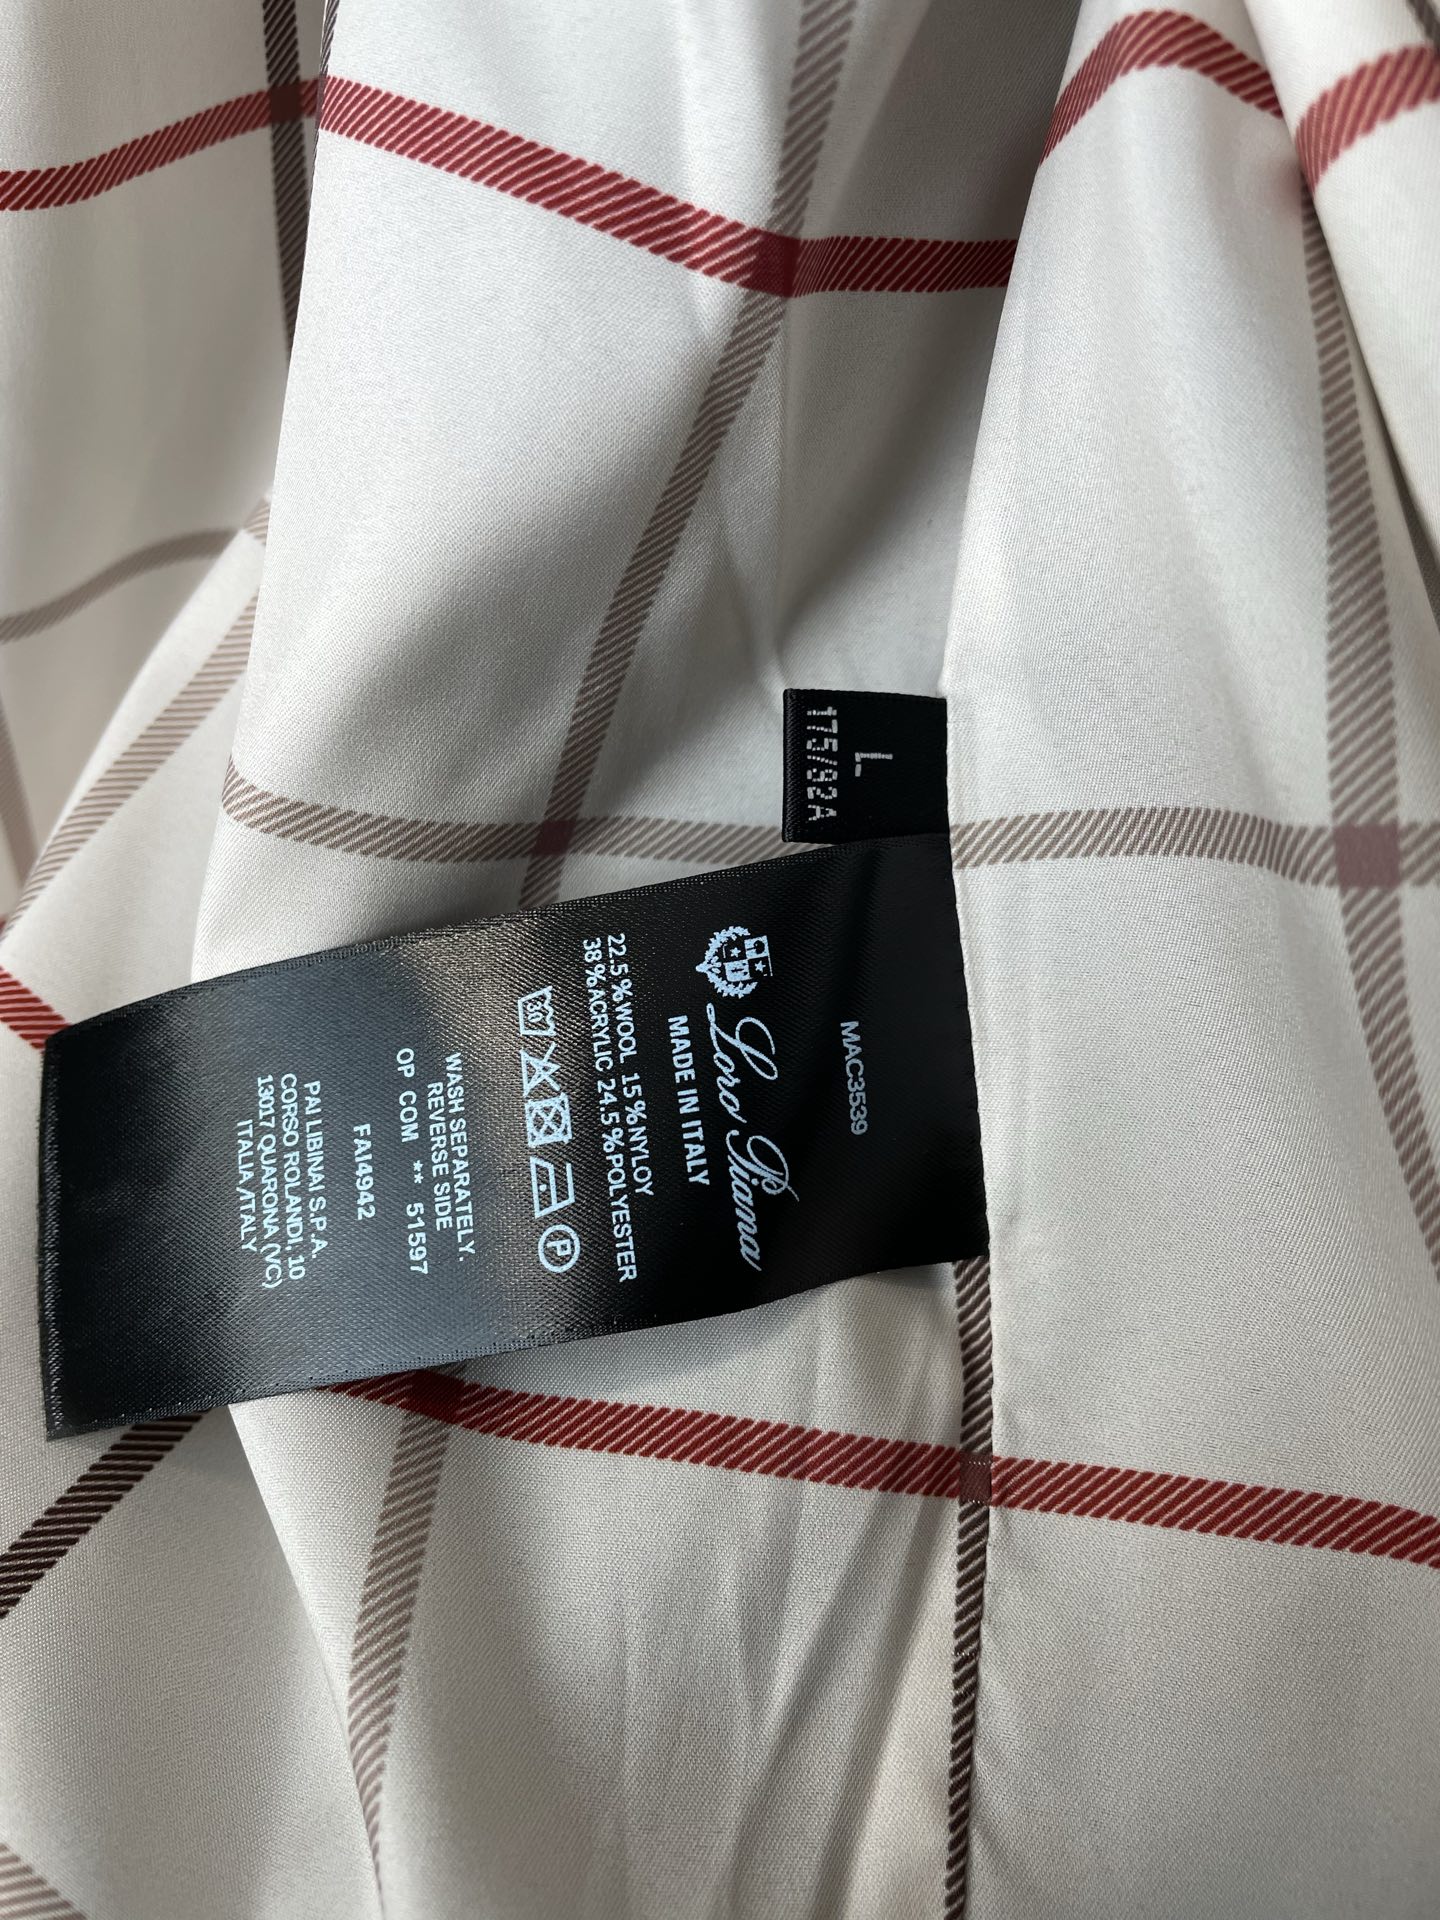 L
175/92A
MAC3539
Loro Piana
MADE IN ITALY
22.5%WOOL 15%NYLOY
38%ACRYLIC 24.5%POLYESTER
30
P
WASH SEPARATELY.
REVERSE SIDE
OP COM ** 51597
FAI4942
PAI LIBINAI S.P.A.
CORSO ROLANDI, 10
13017 QUARONA (VC)
ITALIA/ITALY